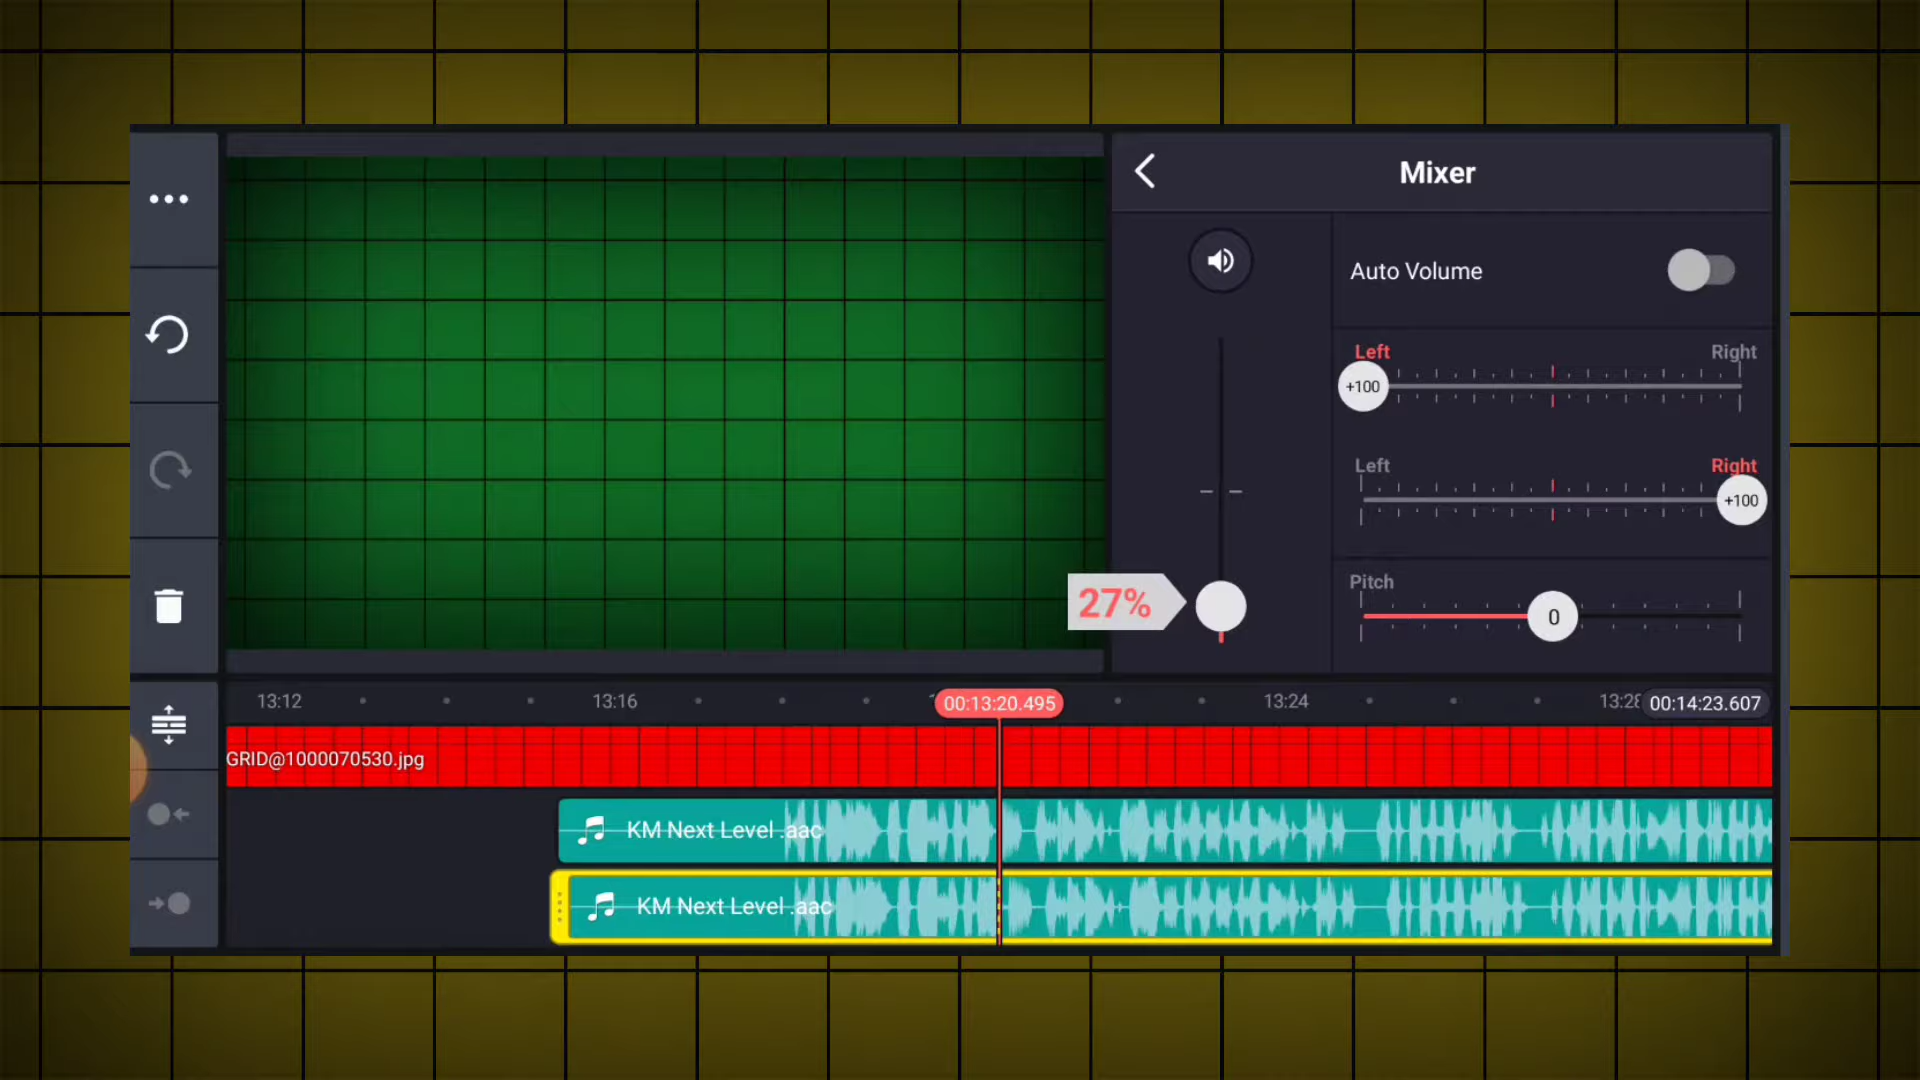 Mixer
Auto Volume
Left Right
+100
Left Right
+100
27%
Pitch
0
13:12 13:16 00:13:20.495 13:24 13:28 00:14:23.607
GRID@1000070530.jpg
KM Next Level .aac
KM Next Level .aac